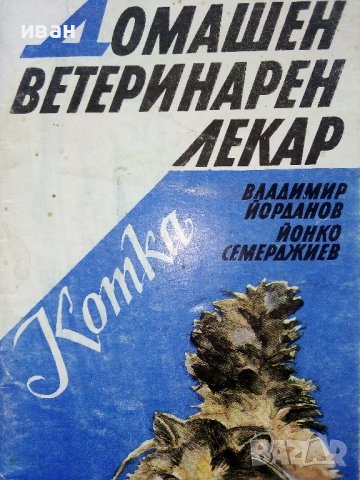 иван
ДОМАШЕН
ВЕТЕРИНАРЕН
ЛЕКАР
ВЛАДИМИР
ЙОРДАНОВ
ЙОНКО
СЕМЕРДЖИЕВ
Котка
BAZAR